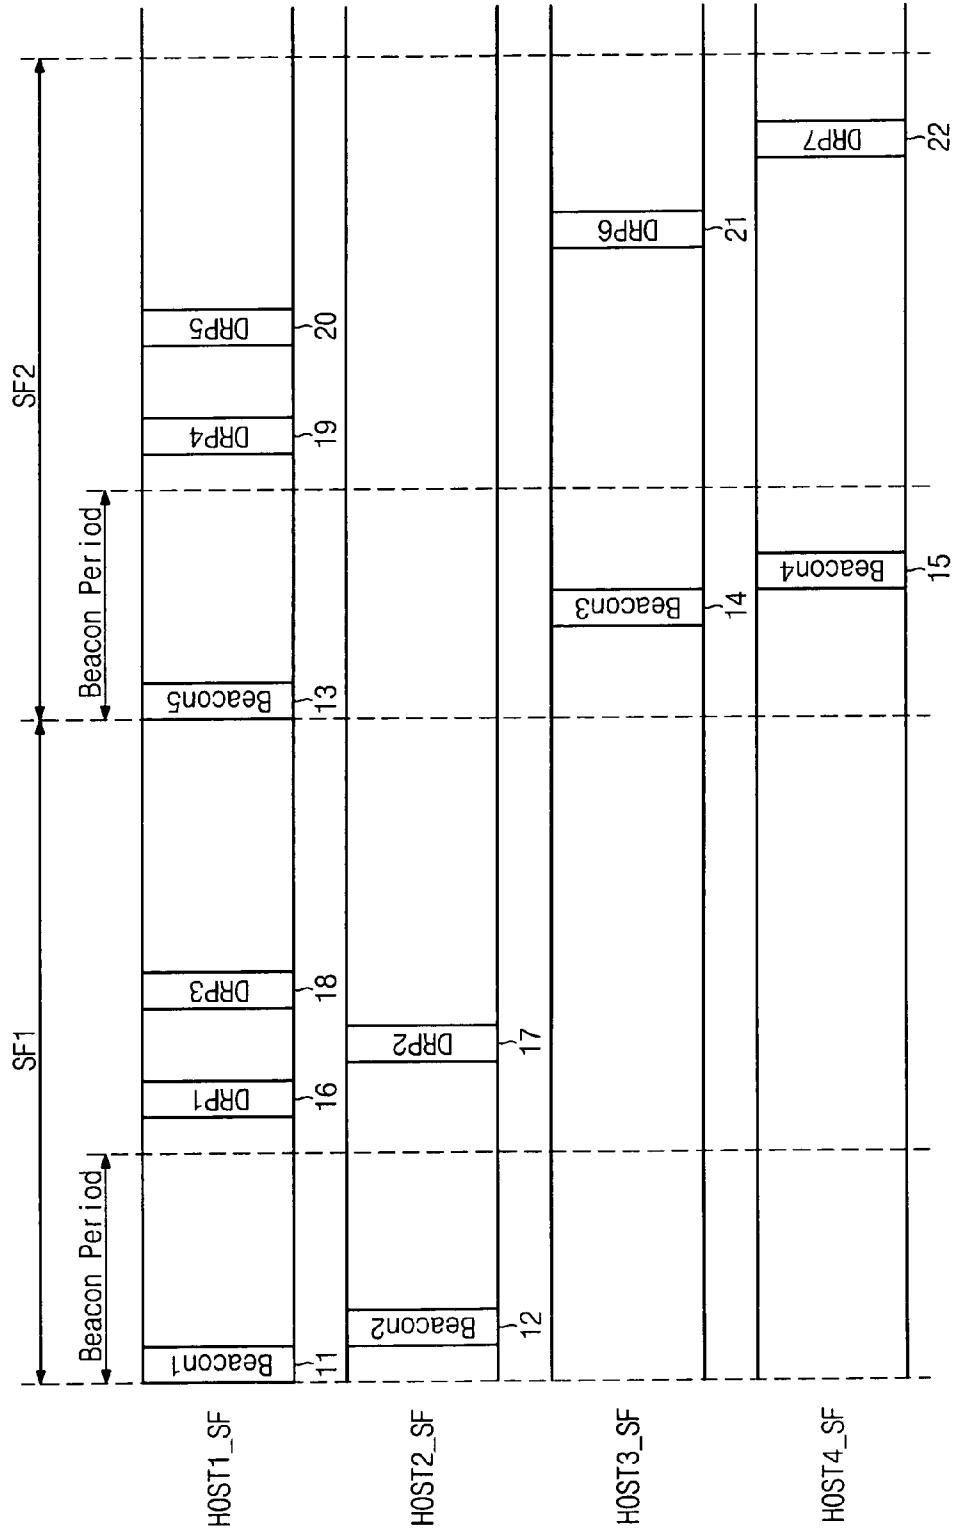 SF1
SF2
Beacon Period
Beacon Period
HOST1_SF
Beacon1
DRP1
DRP3
Beacon5
DRP4
DRP5
11
16
18
13
19
20
HOST2_SF
Beacon2
DRP2
12
17
HOST3_SF
Beacon3
DRP6
14
21
HOST4_SF
Beacon4
DRP7
15
22